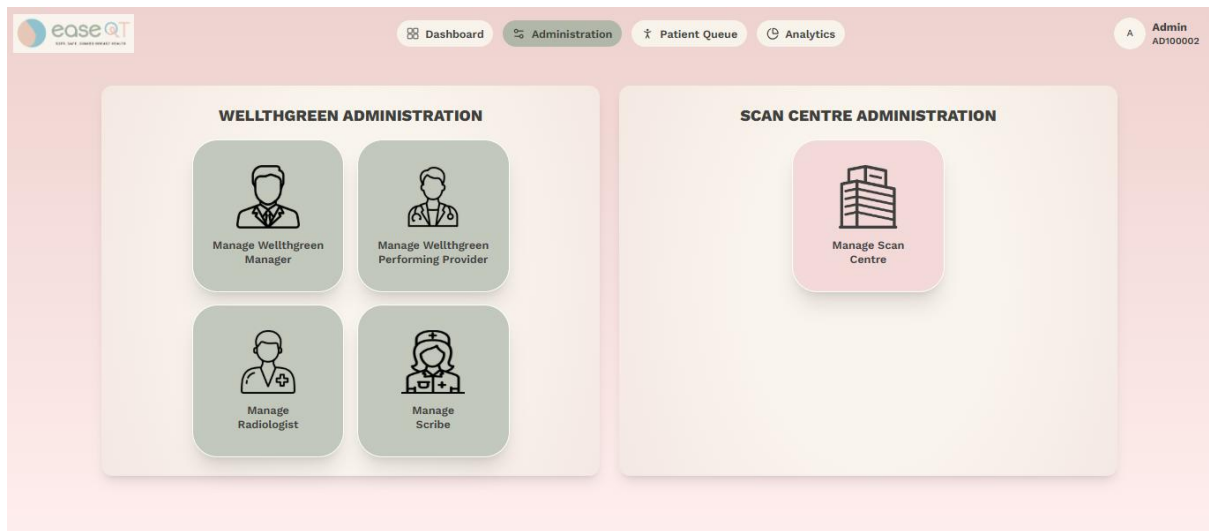 ease QT
Dashboard
Administration
Patient Queue
Analytics
A
Admin
AD100002
WELLTHGREEN ADMINISTRATION
Manage Wellthgreen
Manager
Manage Wellthgreen
Performing Provider
Manage
Radiologist
Manage
Scribe
SCAN CENTRE ADMINISTRATION
Manage Scan
Centre